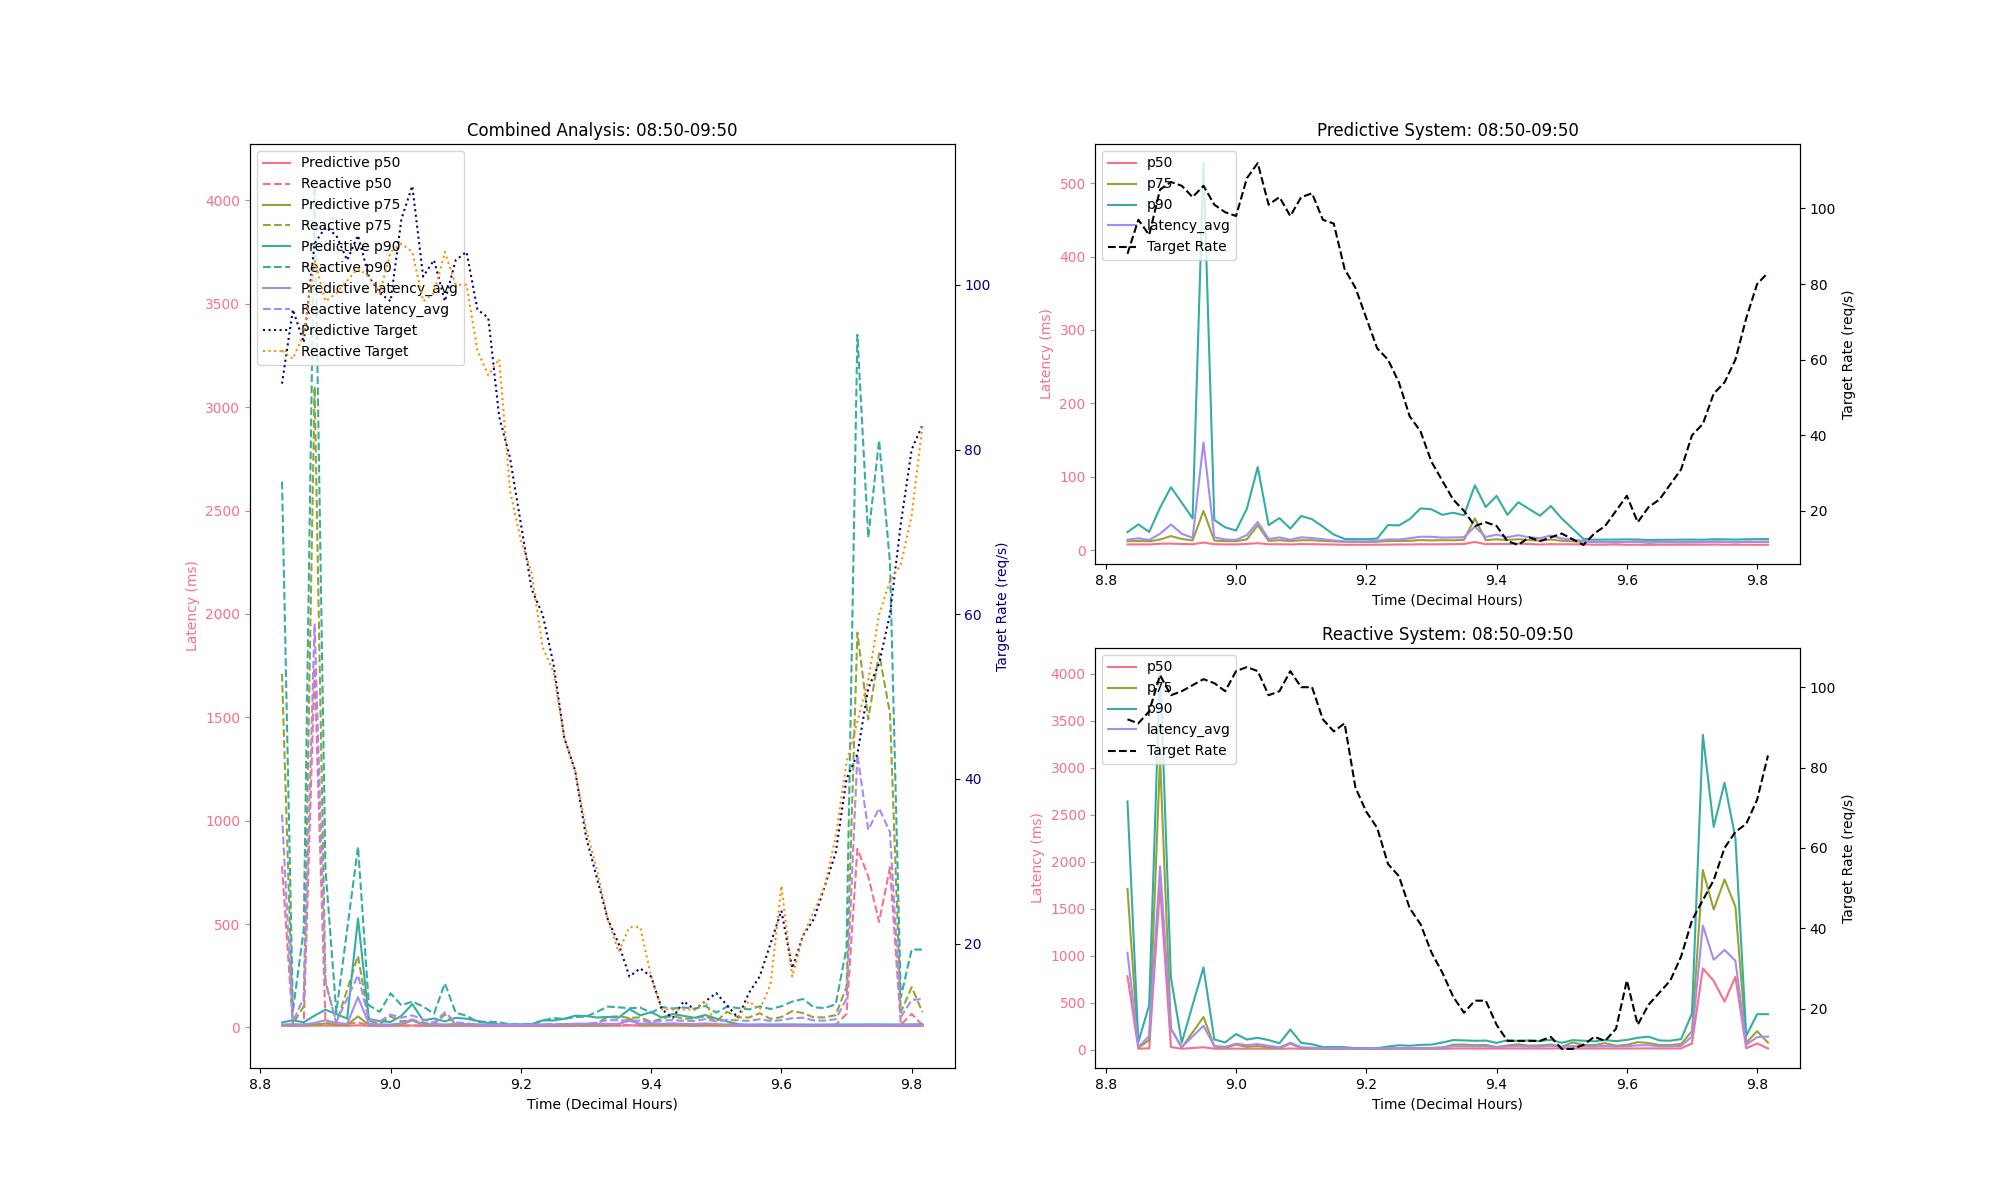 Combined Analysis: 08:50-09:50
Predictive p50
Reactive p50
Predictive p75
Reactive p75
Predictive p90
Reactive p90
Predictive latency_avg
Reactive latency_avg
Predictive Target
Reactive Target
4000
3500
3000
2500
2000
1500
1000
500
0
Latency (ms)
100
80
60
40
20
Target Rate (req/s)
8.8 9.0 9.2 9.4 9.6 9.8
Time (Decimal Hours)
Predictive System: 08:50-09:50
p50
p75
p90
latency_avg
Target Rate
500
400
300
200
100
0
Latency (ms)
100
80
60
40
20
Target Rate (req/s)
8.8 9.0 9.2 9.4 9.6 9.8
Time (Decimal Hours)
Reactive System: 08:50-09:50
p50
p75
p90
latency_avg
Target Rate
4000
3500
3000
2500
2000
1500
1000
500
0
Latency (ms)
100
80
60
40
20
Target Rate (req/s)
8.8 9.0 9.2 9.4 9.6 9.8
Time (Decimal Hours)